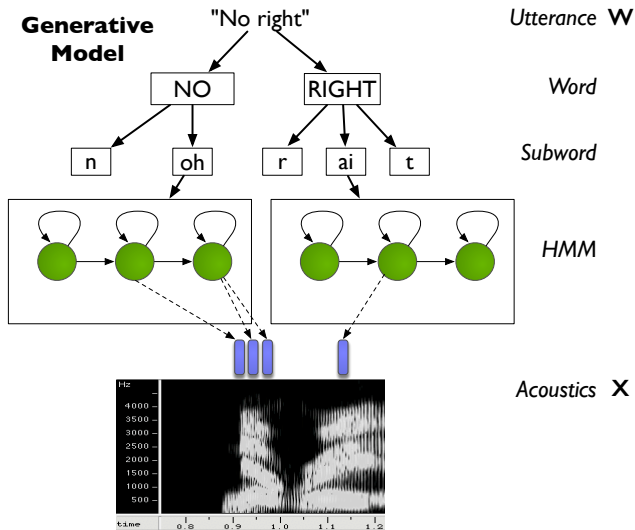 Generative
Model
"No right"
Utterance W
NO
RIGHT
Word
n
oh
r
ai
t
Subword
HMM
Acoustics X
Hz
4000
3500
3000
2500
2000
1500
1000
500
time 0.8 0.9 1.0 1.1 1.2